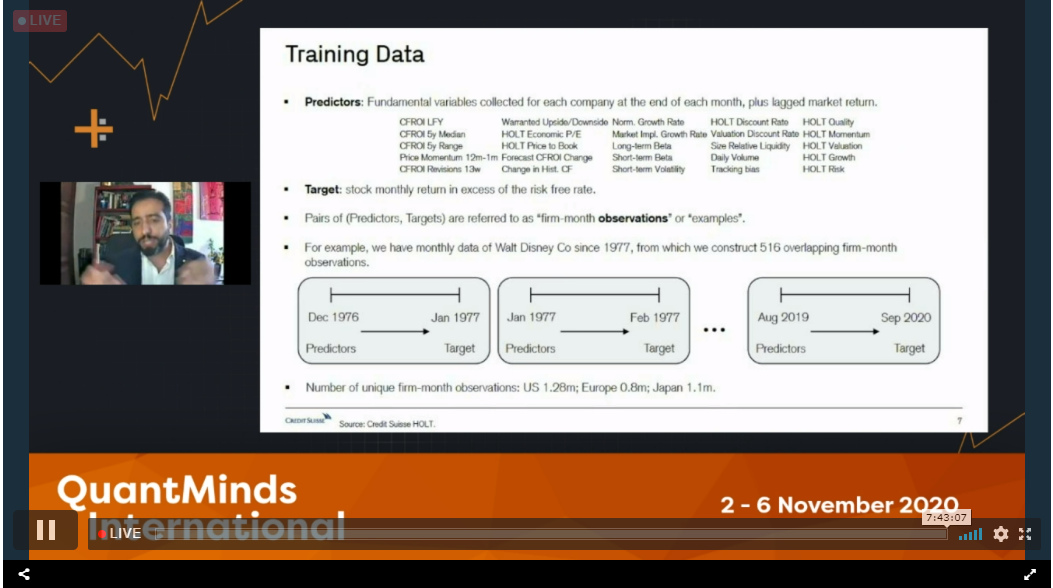 LIVE
Training Data
▪ Predictors: Fundamental variables collected for each company at the end of each month, plus lagged market return.
CFROI LFY Warranted Upside/Downside Norm. Growth Rate HOLT Discount Rate HOLT Quality
CFROI 5y Median HOLT Economic P/E Market Impl. Growth Rate Valuation Discount Rate HOLT Momentum
CFROI 5y Range HOLT Price to Book Long-term Beta Size Relative Liquidity HOLT Valuation
Price Momentum 12m-1m Forecast CFROI Change Short-term Beta Daily Volume HOLT Growth
CFROI Revisions 13w Change in Hist. CF Short-term Volatility Tracking bias HOLT Risk
▪ Target: stock monthly return in excess of the risk free rate.
▪ Pairs of (Predictors, Targets) are referred to as "firm-month observations" or "examples".
▪ For example, we have monthly data of Walt Disney Co since 1977, from which we construct 516 overlapping firm-month
observations.
Dec 1976 Jan 1977 Jan 1977 Feb 1977 ... Aug 2019 Sep 2020
Predictors Target Predictors Target Predictors Target
▪ Number of unique firm-month observations: US 1.28m; Europe 0.8m; Japan 1.1m.
CREDIT SUISSE Source: Credit Suisse HOLT. 7
QuantMinds
International
2 - 6 November 2020
7:43:07
LIVE